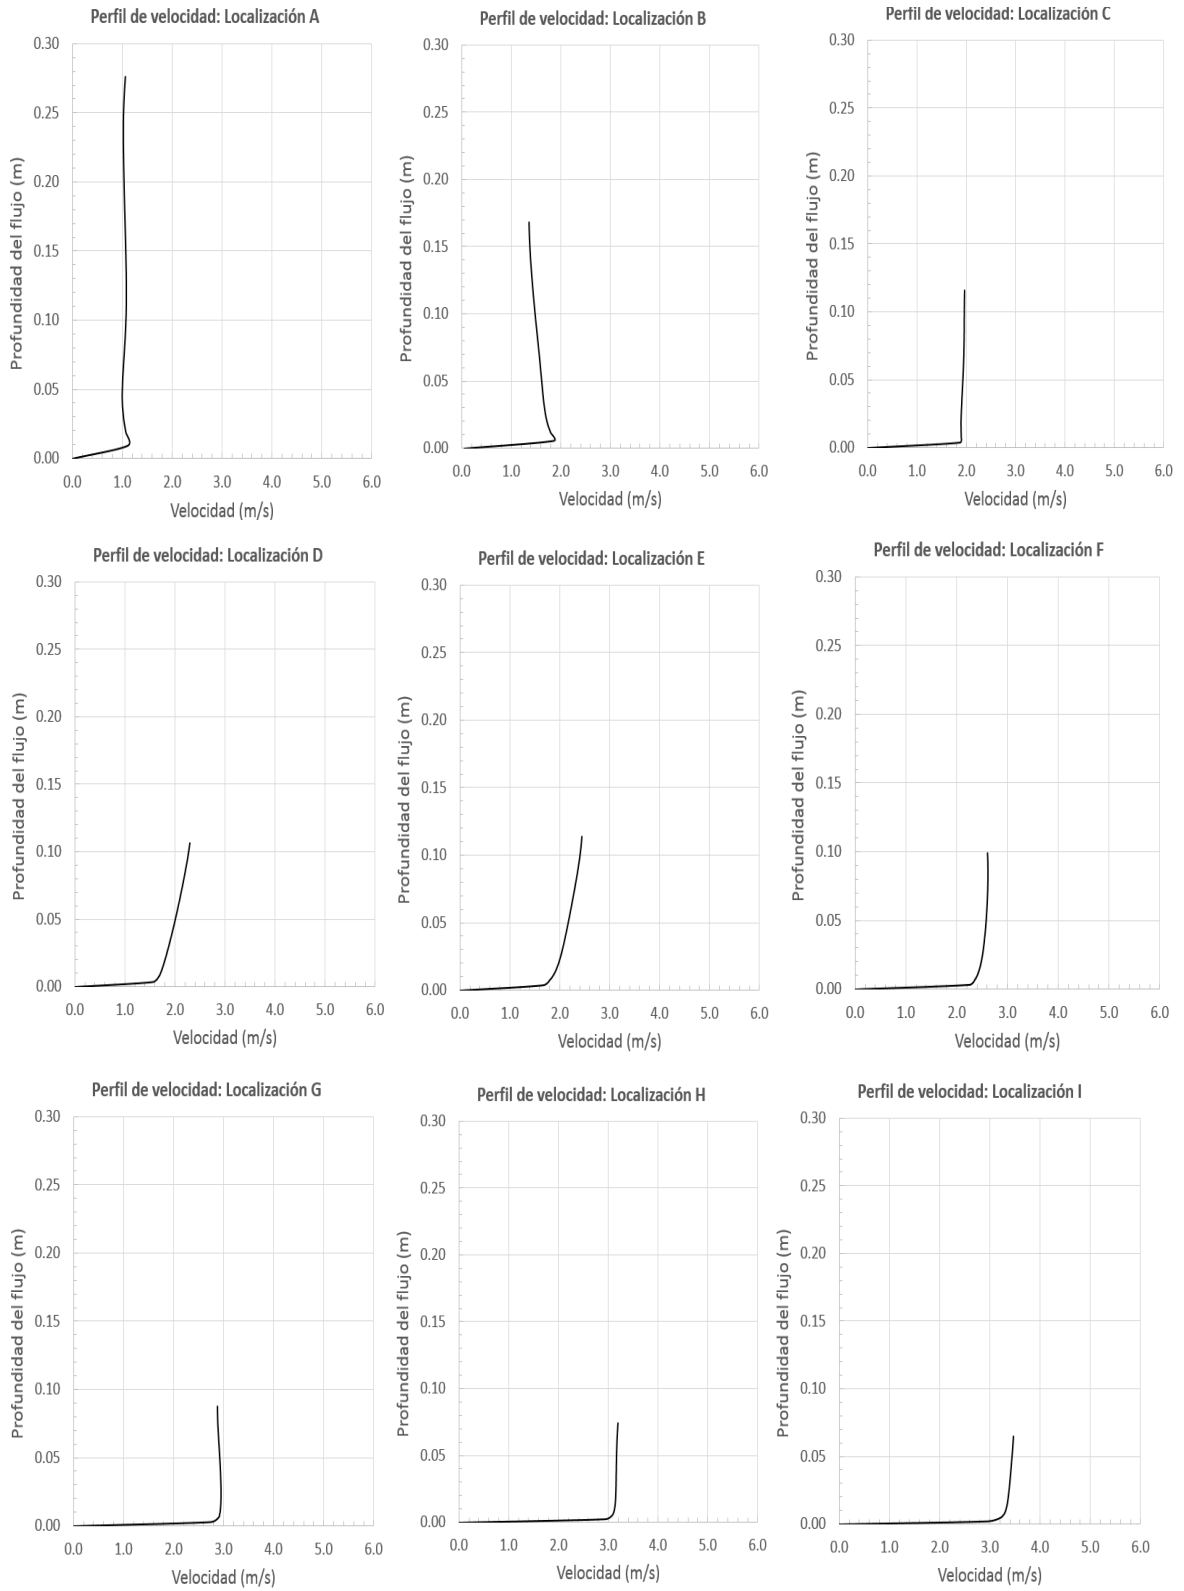 Perfil de velocidad: Localización A
0.30
0.25
0.20
0.15
0.10
0.05
0.00
Profundidad del flujo (m)
0.0 1.0 2.0 3.0 4.0 5.0 6.0
Velocidad (m/s)
Perfil de velocidad: Localización B
0.30
0.25
0.20
0.15
0.10
0.05
0.00
Profundidad del flujo (m)
0.0 1.0 2.0 3.0 4.0 5.0 6.0
Velocidad (m/s)
Perfil de velocidad: Localización C
0.30
0.25
0.20
0.15
0.10
0.05
0.00
Profundidad del flujo (m)
0.0 1.0 2.0 3.0 4.0 5.0 6.0
Velocidad (m/s)
Perfil de velocidad: Localización D
0.30
0.25
0.20
0.15
0.10
0.05
0.00
Profundidad del flujo (m)
0.0 1.0 2.0 3.0 4.0 5.0 6.0
Velocidad (m/s)
Perfil de velocidad: Localización E
0.30
0.25
0.20
0.15
0.10
0.05
0.00
Profundidad del flujo (m)
0.0 1.0 2.0 3.0 4.0 5.0 6.0
Velocidad (m/s)
Perfil de velocidad: Localización F
0.30
0.25
0.20
0.15
0.10
0.05
0.00
Profundidad del flujo (m)
0.0 1.0 2.0 3.0 4.0 5.0 6.0
Velocidad (m/s)
Perfil de velocidad: Localización G
0.30
0.25
0.20
0.15
0.10
0.05
0.00
Profundidad del flujo (m)
0.0 1.0 2.0 3.0 4.0 5.0 6.0
Velocidad (m/s)
Perfil de velocidad: Localización H
0.30
0.25
0.20
0.15
0.10
0.05
0.00
Profundidad del flujo (m)
0.0 1.0 2.0 3.0 4.0 5.0 6.0
Velocidad (m/s)
Perfil de velocidad: Localización I
0.30
0.25
0.20
0.15
0.10
0.05
0.00
Profundidad del flujo (m)
0.0 1.0 2.0 3.0 4.0 5.0 6.0
Velocidad (m/s)